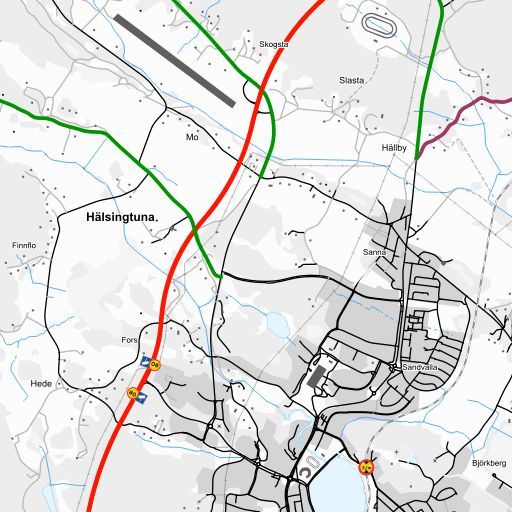 Skogsta
Slasta
Mo
Hällby
Hälsingtuna.
Finnflo
Sanna
Fors
Hede
Sandvalla
Björkberg